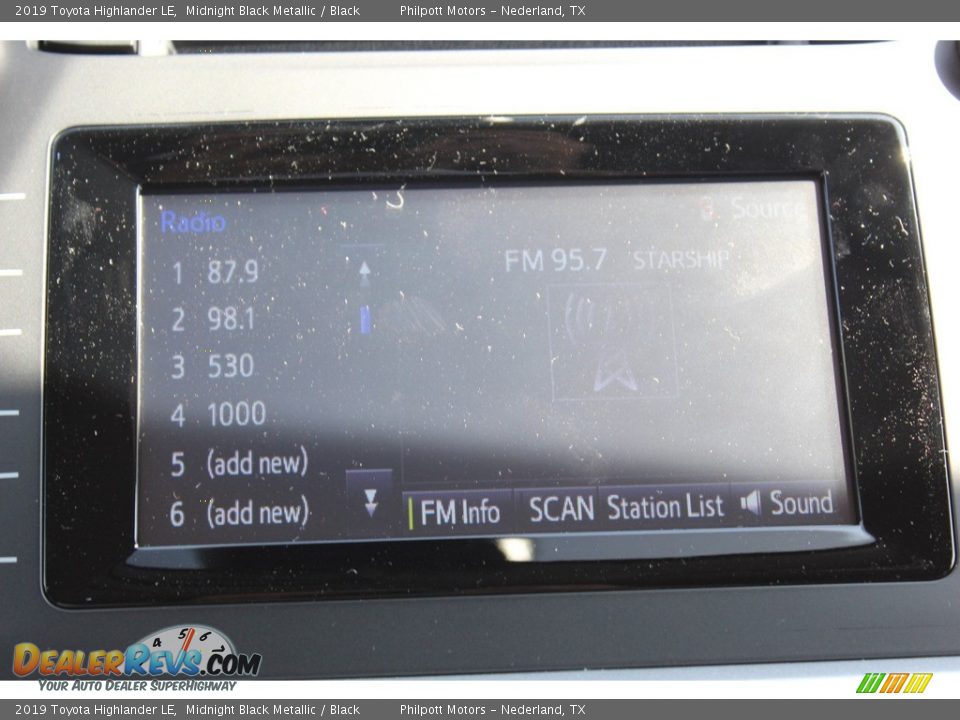 2019 Toyota Highlander LE, Midnight Black Metallic / Black Philpott Motors – Nederland, TX
Radio
Source
FM 95.7 STARSHIP
1 87.9
2 98.1
3 530
4 1000
5 (add new)
6 (add new)
FM Info SCAN Station List Sound
4 5 6
DEALERREVS.COM
YOUR AUTO DEALER SUPERHIGHWAY
2019 Toyota Highlander LE, Midnight Black Metallic / Black Philpott Motors – Nederland, TX